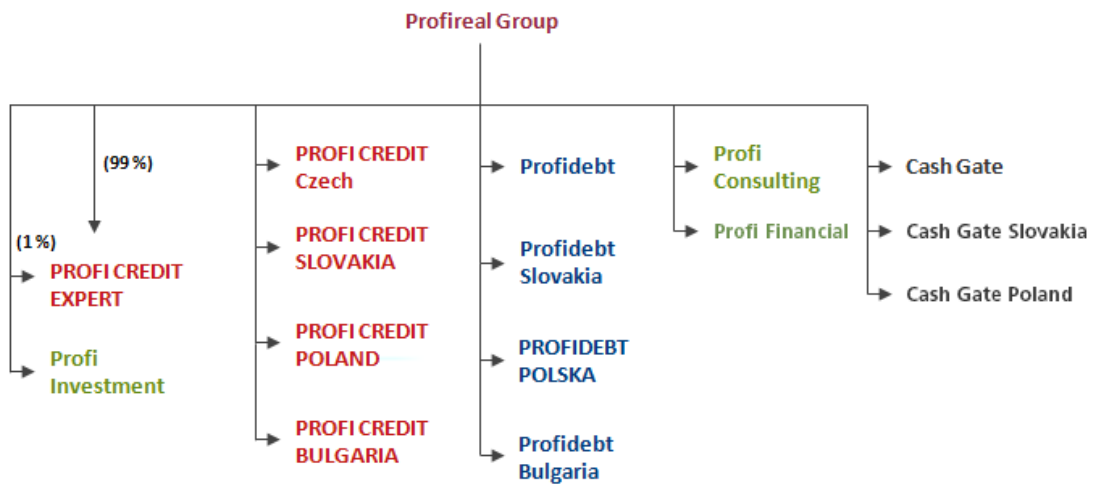 Profireal Group
(99%)
(1%)
PROFI CREDIT
EXPERT
Profi
Investment
PROFI CREDIT
Czech
PROFI CREDIT
SLOVAKIA
PROFI CREDIT
POLAND
PROFI CREDIT
BULGARIA
Profidebt
Profidebt
Slovakia
PROFIDEBT
POLSKA
Profidebt
Bulgaria
Profi
Consulting
Profi Financial
Cash Gate
Cash Gate Slovakia
Cash Gate Poland